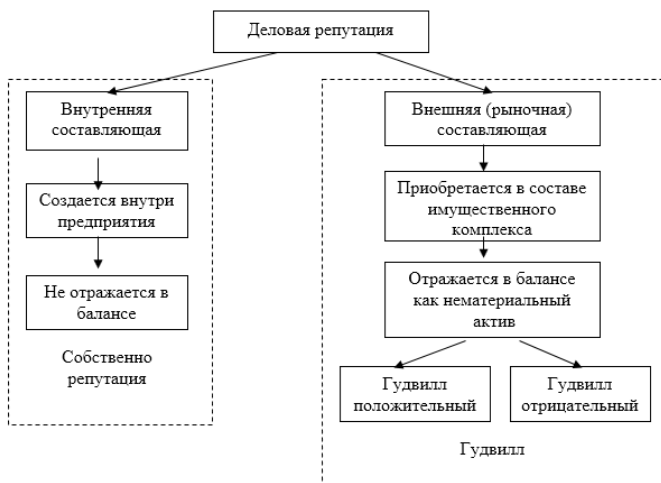 Деловая репутация
Внутренняя
составляющая
Создается внутри
предприятия
Не отражается в
балансе
Собственно
репутация
Внешняя (рыночная)
составляющая
Приобретается в составе
имущественного
комплекса
Отражается в балансе
как нематериальный
актив
Гудвилл
положительный
Гудвилл
отрицательный
Гудвилл